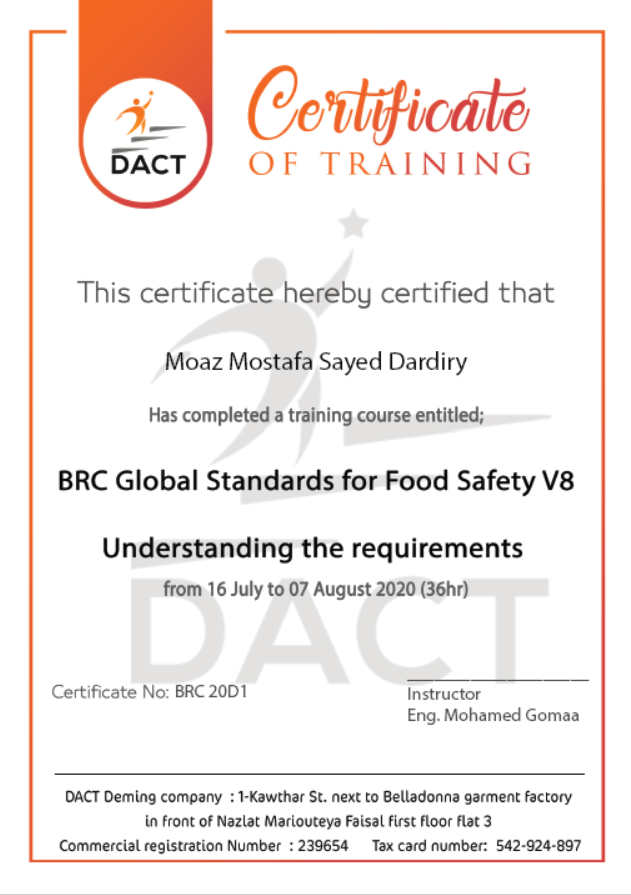 DACT
Certificate
OF TRAINING
This certificate hereby certified that
Moaz Mostafa Sayed Dardiry
Has completed a training course entitled;
BRC Global Standards for Food Safety V8
Understanding the requirements
from 16 July to 07 August 2020 (36hr)
DACT
Certificate No: BRC 20D1
Instructor
Eng. Mohamed Gomaa
DACT Deming company : 1-Kawthar St. next to Belladonna garment factory
in front of Nazlat Mariouteya Faisal first floor flat 3
Commercial registration Number : 239654 Tax card number: 542-924-897